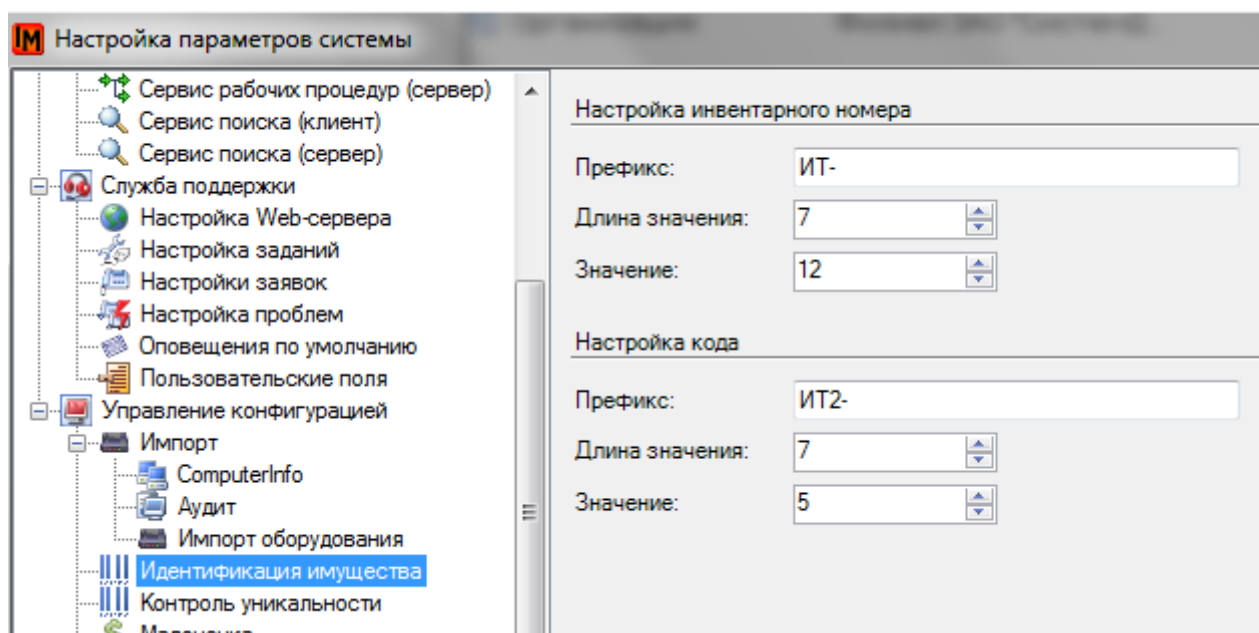 IM Настройка параметров системы
Сервис рабочих процедур (сервер)
Сервис поиска (клиент)
Сервис поиска (сервер)
Служба поддержки
Настройка Web-сервера
Настройка заданий
Настройки заявок
Настройка проблем
Оповещения по умолчанию
Пользовательские поля
Управление конфигурацией
Импорт
ComputerInfo
Аудит
Импорт оборудования
Идентификация имущества
Контроль уникальности
Настройка инвентарного номера
Префикс: ИТ-
Длина значения: 7
Значение: 12
Настройка кода
Префикс: ИТ2-
Длина значения: 7
Значение: 5